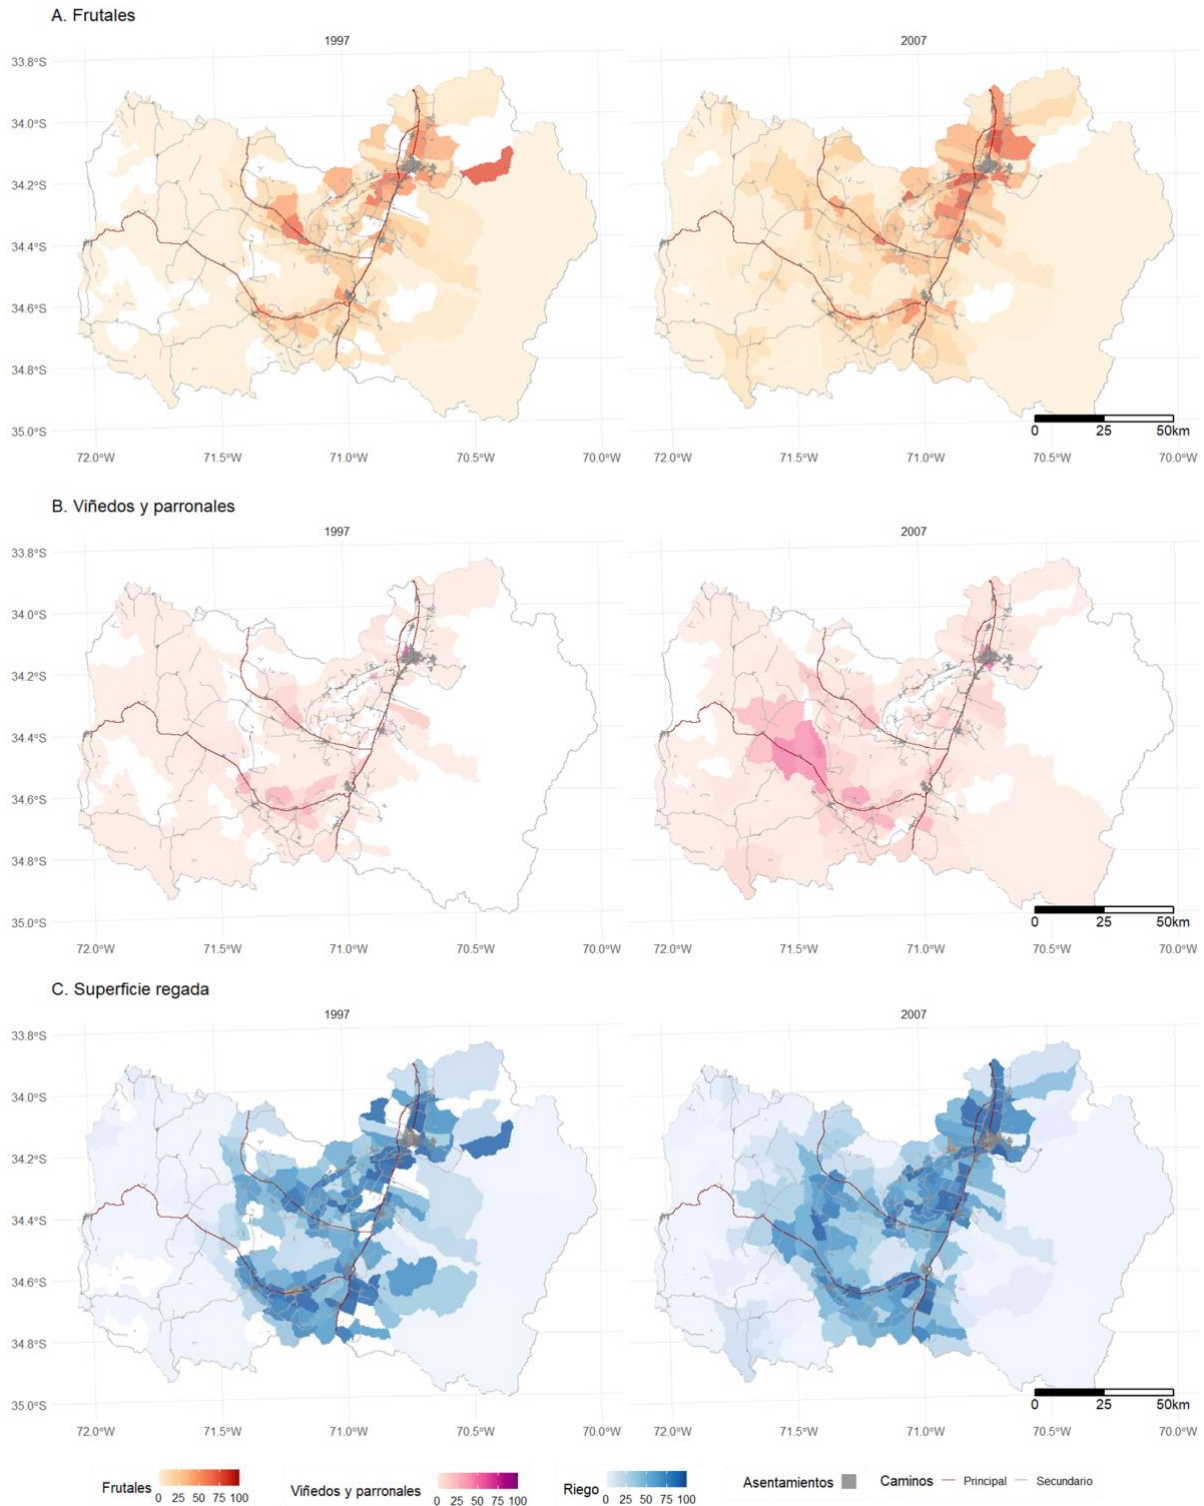 A. Frutales
1997 2007
33.8°S
34.0°S
34.2°S
34.4°S
34.6°S
34.8°S
35.0°S
0 25 50km
72.0°W 71.5°W 71.0°W 70.5°W 70.0°W 72.0°W 71.5°W 71.0°W 70.5°W 70.0°W
B. Viñedos y parronales
1997 2007
33.8°S
34.0°S
34.2°S
34.4°S
34.6°S
34.8°S
35.0°S
0 25 50km
72.0°W 71.5°W 71.0°W 70.5°W 70.0°W 72.0°W 71.5°W 71.0°W 70.5°W 70.0°W
C. Superficie regada
1997 2007
33.8°S
34.0°S
34.2°S
34.4°S
34.6°S
34.8°S
35.0°S
0 25 50km
72.0°W 71.5°W 71.0°W 70.5°W 70.0°W 72.0°W 71.5°W 71.0°W 70.5°W 70.0°W
Frutales 0 25 50 75 100
Viñedos y parronales 0 25 50 75 100
Riego 0 25 50 75 100
Asentamientos
Caminos Principal Secundario